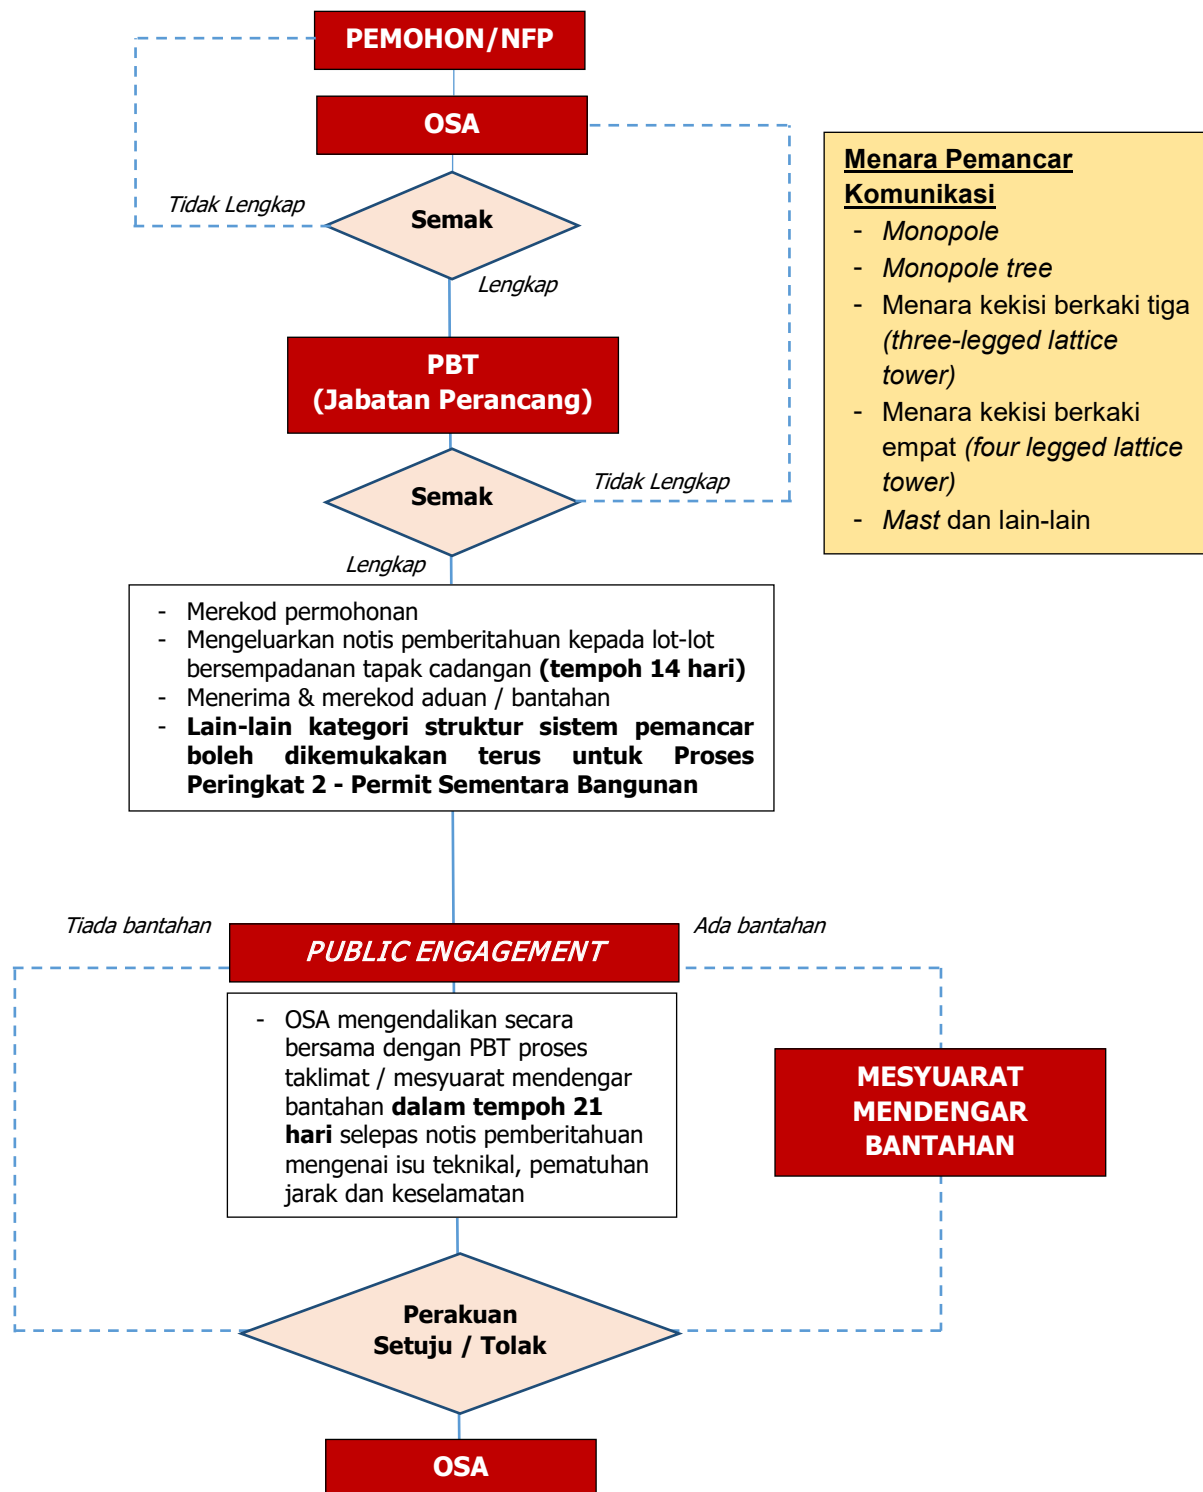 PEMOHON/NFP
OSA
Tidak Lengkap
Semak
Lengkap
PBT
(Jabatan Perancang)
Semak
Tidak Lengkap
Lengkap
Menara Pemancar
Komunikasi
- Monopole
- Monopole tree
- Menara kekisi berkaki tiga
(three-legged lattice
tower)
- Menara kekisi berkaki
empat (four legged lattice
tower)
- Mast dan lain-lain
- Merekod permohonan
- Mengeluarkan notis pemberitahuan kepada lot-lot
bersempadanan tapak cadangan (tempoh 14 hari)
- Menerima & merekod aduan / bantahan
- Lain-lain kategori struktur sistem pemancar
boleh dikemukakan terus untuk Proses
Peringkat 2 - Permit Sementara Bangunan
Tiada bantahan
PUBLIC ENGAGEMENT
Ada bantahan
- OSA mengendalikan secara
bersama dengan PBT proses
taklimat / mesyuarat mendengar
bantahan dalam tempoh 21
hari selepas notis pemberitahuan
mengenai isu teknikal, pematuhan
jarak dan keselamatan
MESYUARAT
MENDENGAR
BANTAHAN
Perakuan
Setuju / Tolak
OSA